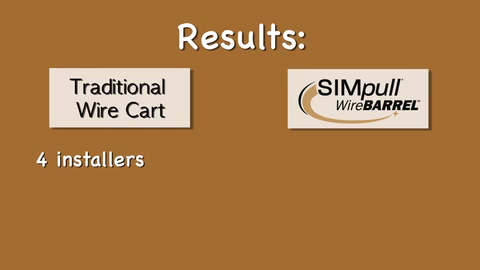 Results:
Traditional
Wire Cart
SIMpull
WireBARREL
4 installers